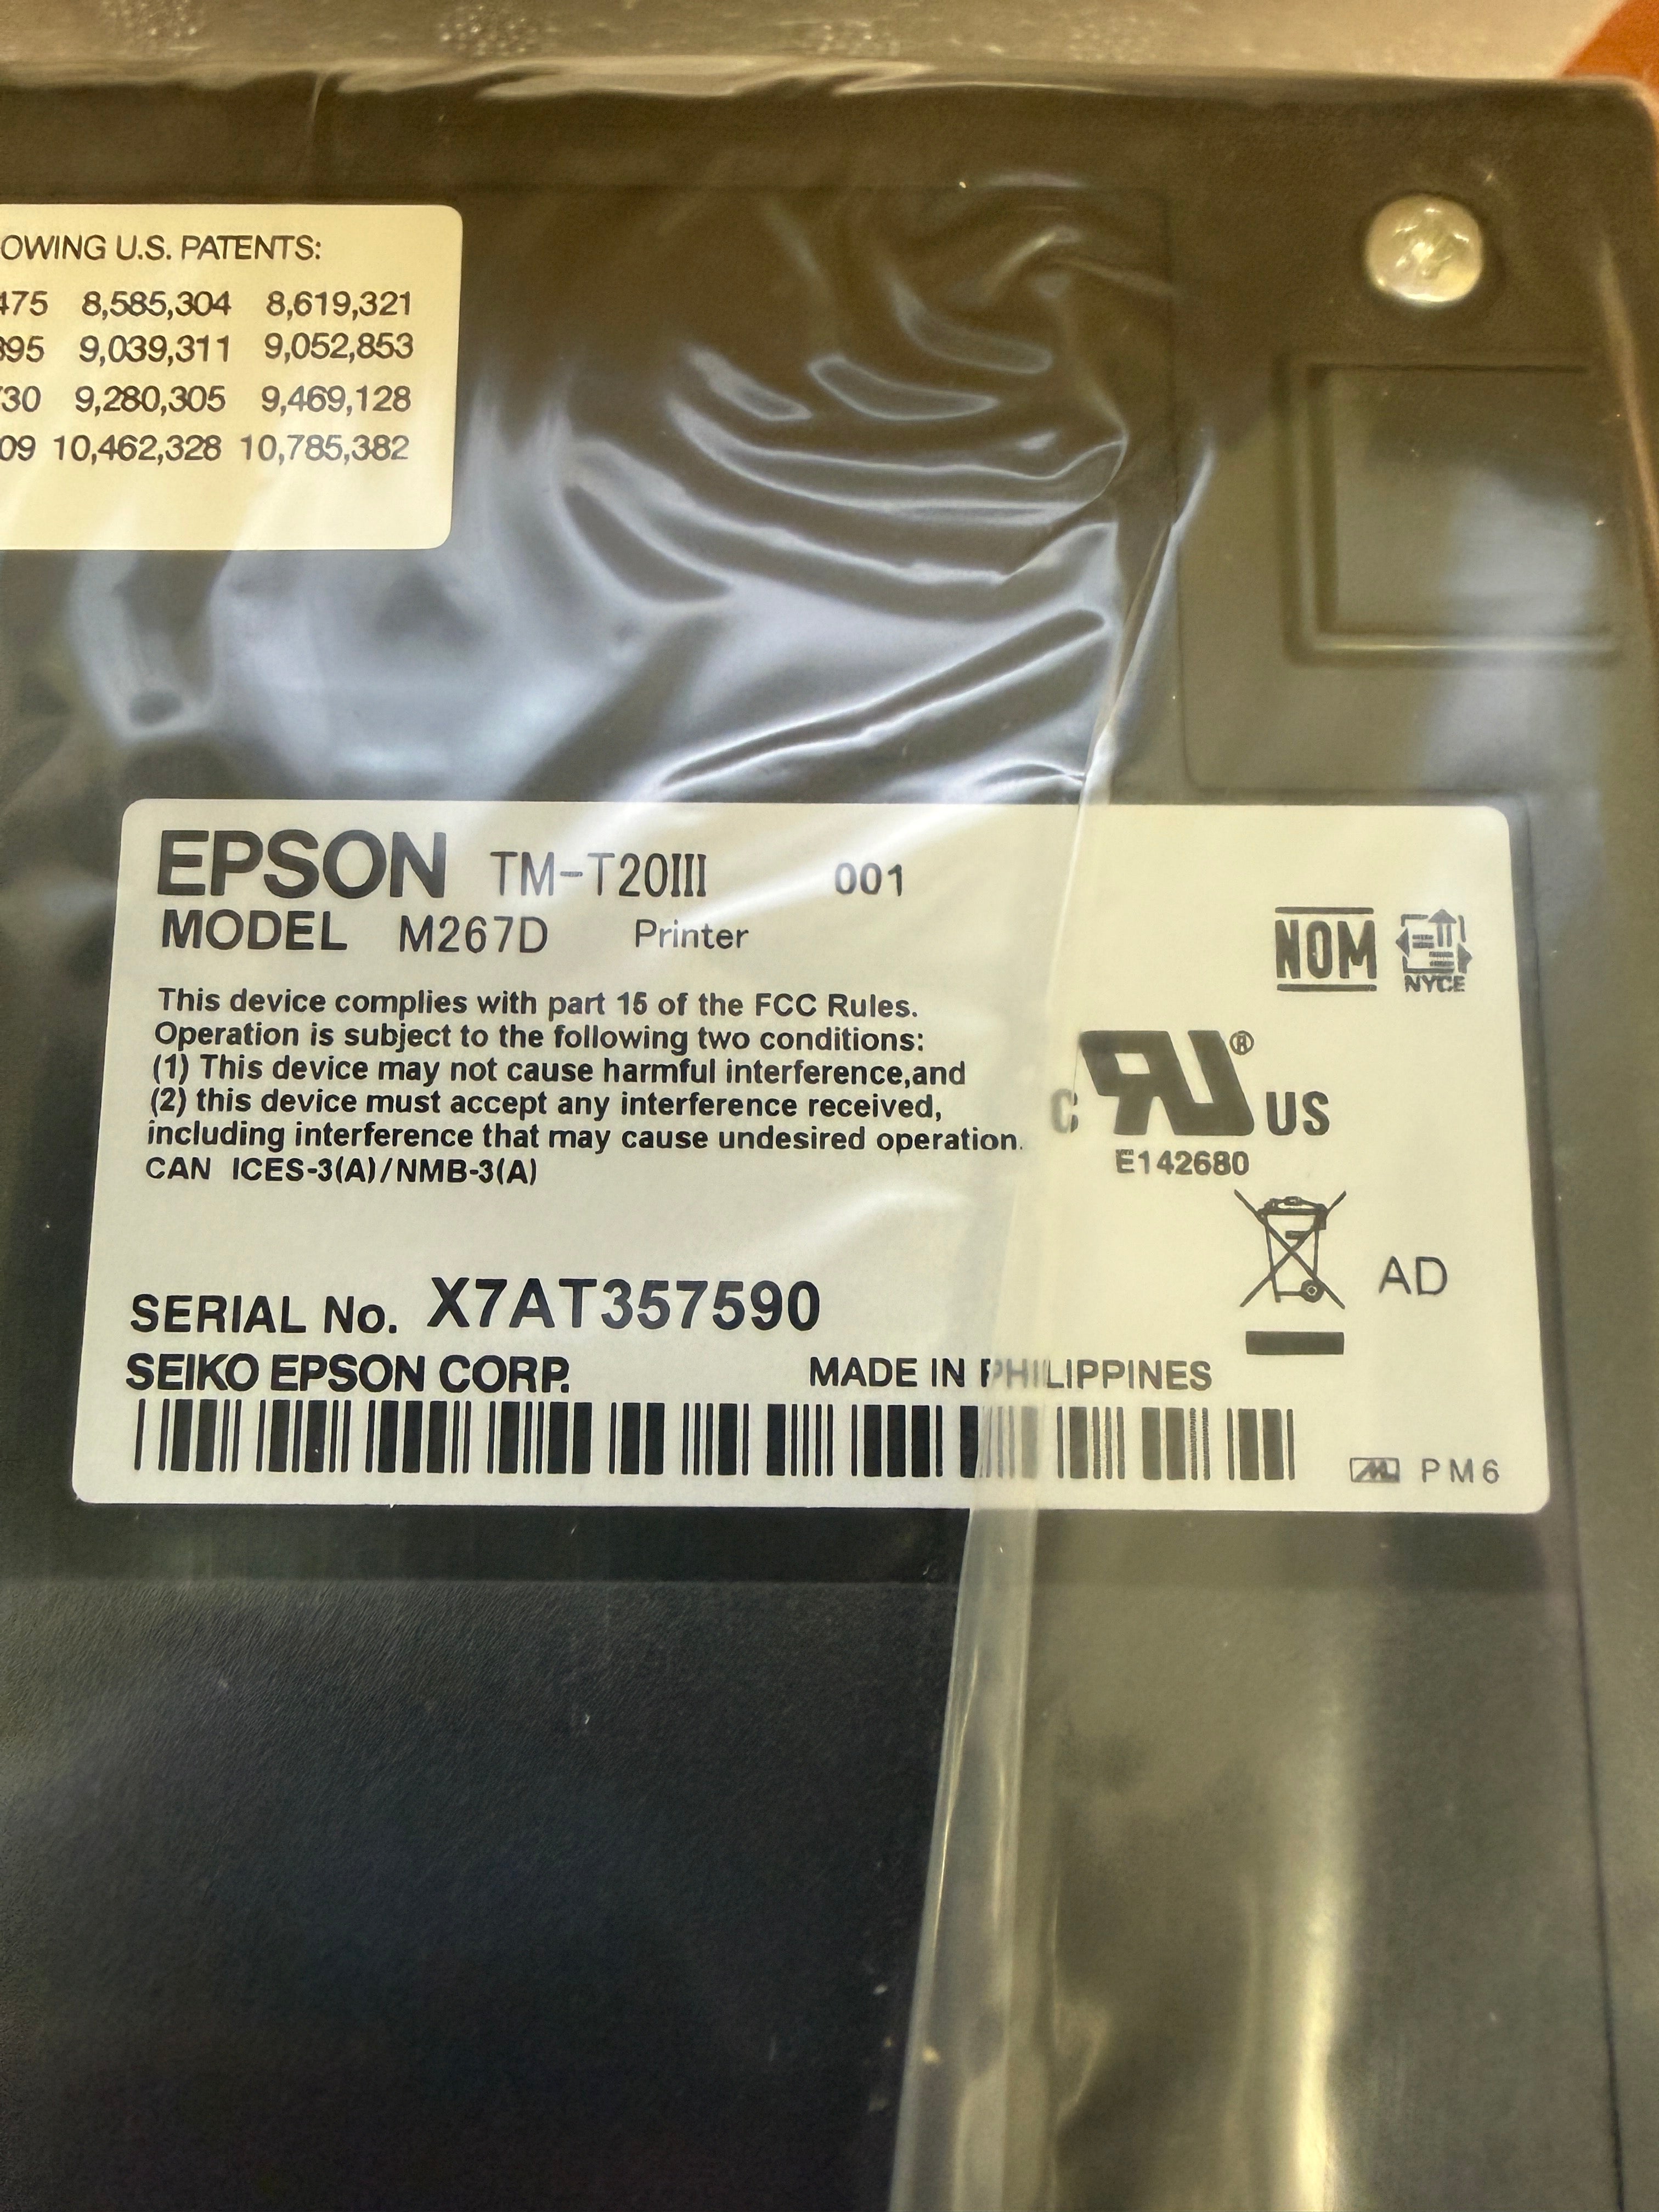 OWING U.S. PATENTS:
475 8,585,304 8,619,321
395 9,039,311 9,052,853
730 9,280,305 9,469,128
09 10,462,328 10,785,382
EPSON TM-T20III 001
MODEL M267D Printer
NOM NYCE
This device complies with part 15 of the FCC Rules.
Operation is subject to the following two conditions:
(1) This device may not cause harmful interference,and
(2) this device must accept any interference received,
including interference that may cause undesired operation.
CAN ICES-3(A)/NMB-3(A)
C RU ® US
E142680
AD
SERIAL No. X7AT357590
SEIKO EPSON CORP. MADE IN PHILIPPINES
PM6